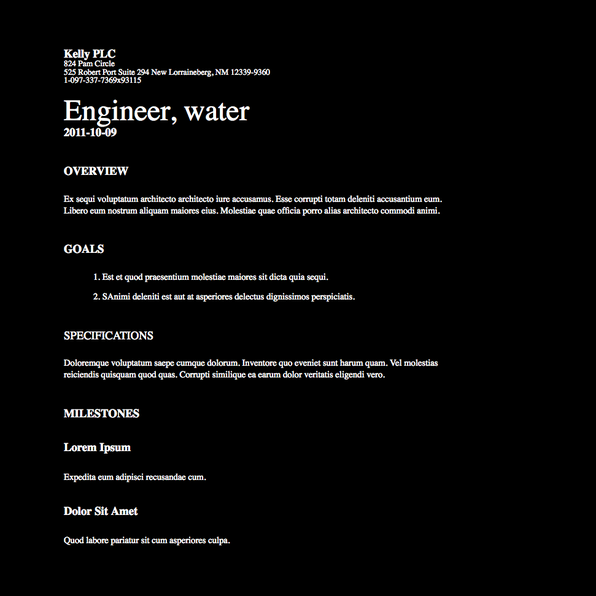 Kelly PLC
824 Pam Circle
525 Robert Port Suite 294 New Lorraineberg, NM 12339-9360
1-097-337-7369x93115
Engineer, water
2011-10-09
OVERVIEW
Ex sequi voluptatum architecto architecto iure accusamus. Esse corrupti totam deleniti accusantium eum.
Libero eum nostrum aliquam maiores eius. Molestiae quae officia porro alias architecto commodi animi.
GOALS
1. Est et quod praesentium molestiae maiores sit dicta quia sequi.
2. SAnimi deleniti est aut at asperiores delectus dignissimos perspiciatis.
SPECIFICATIONS
Doloremque voluptatum saepe cumque dolorum. Inventore quo eveniet sunt harum quam. Vel molestias
reiciendis quisquam quod quas. Corrupti similique ea earum dolor veritatis eligendi vero.
MILESTONES
Lorem Ipsum
Expedita eum adipisci recusandae cum.
Dolor Sit Amet
Quod labore pariatur sit cum asperiores culpa.